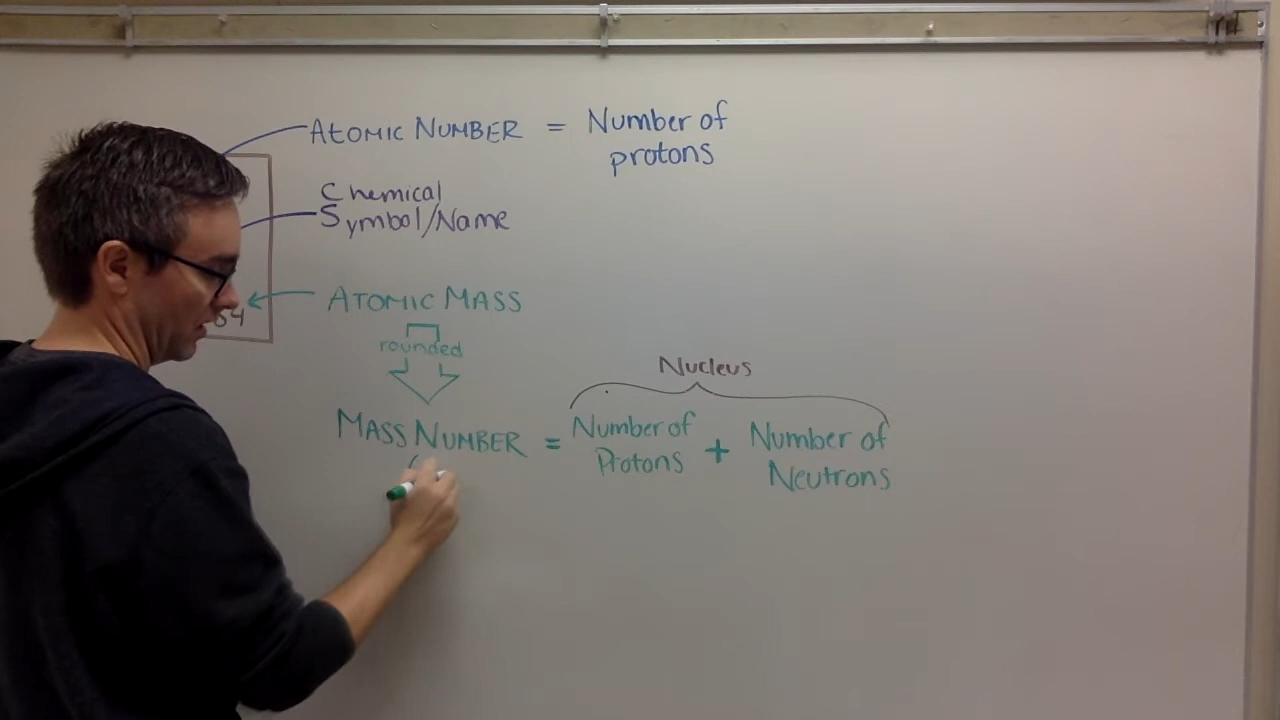 ATOMIC NUMBER = Number of
protons
Chemical
Symbol/Name
ATOMIC MASS
rounded
Nucleus
MASS NUMBER = Number of Protons + Number of Neutrons